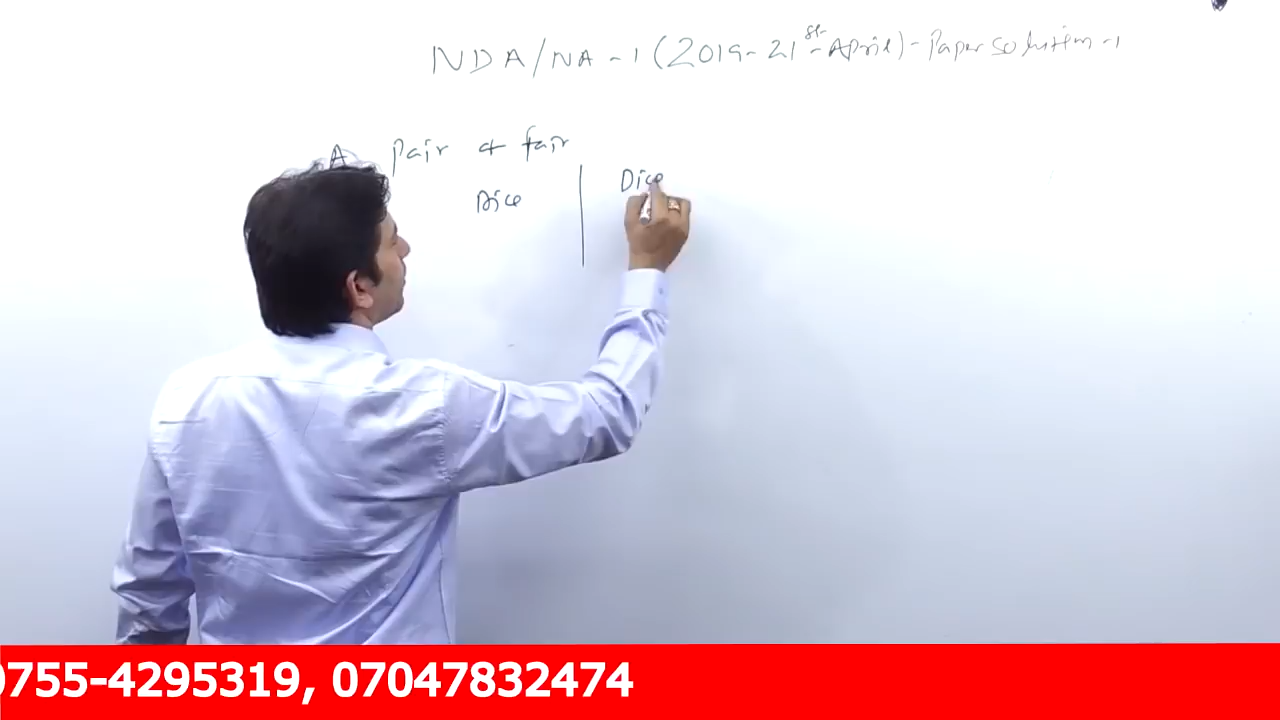 NDA/NA-1 (2019-21st-April)-Paper solution-1
A pair of fair
Dice
Dice
0755-4295319, 07047832474